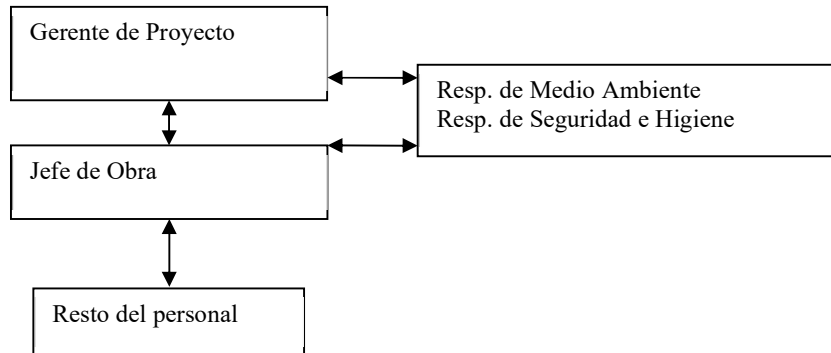 Gerente de Proyecto
Resp. de Medio Ambiente
Resp. de Seguridad e Higiene
Jefe de Obra
Resto del personal